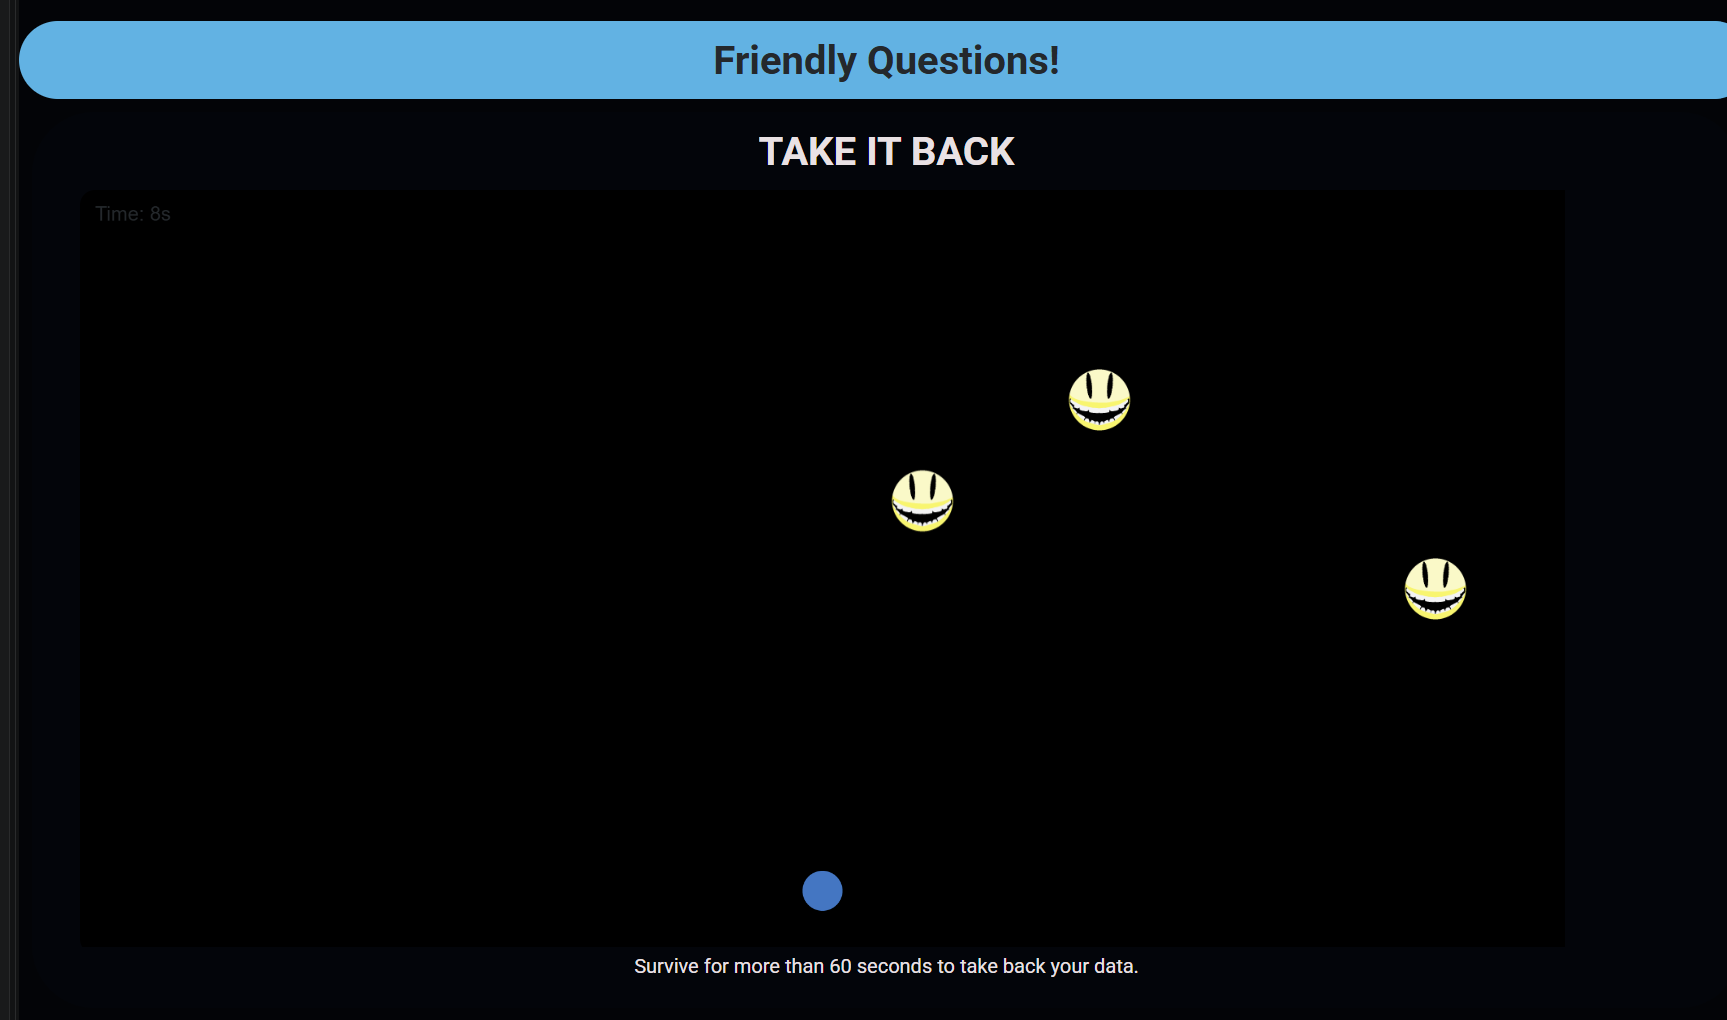 Friendly Questions!
TAKE IT BACK
Time: 8s
Survive for more than 60 seconds to take back your data.